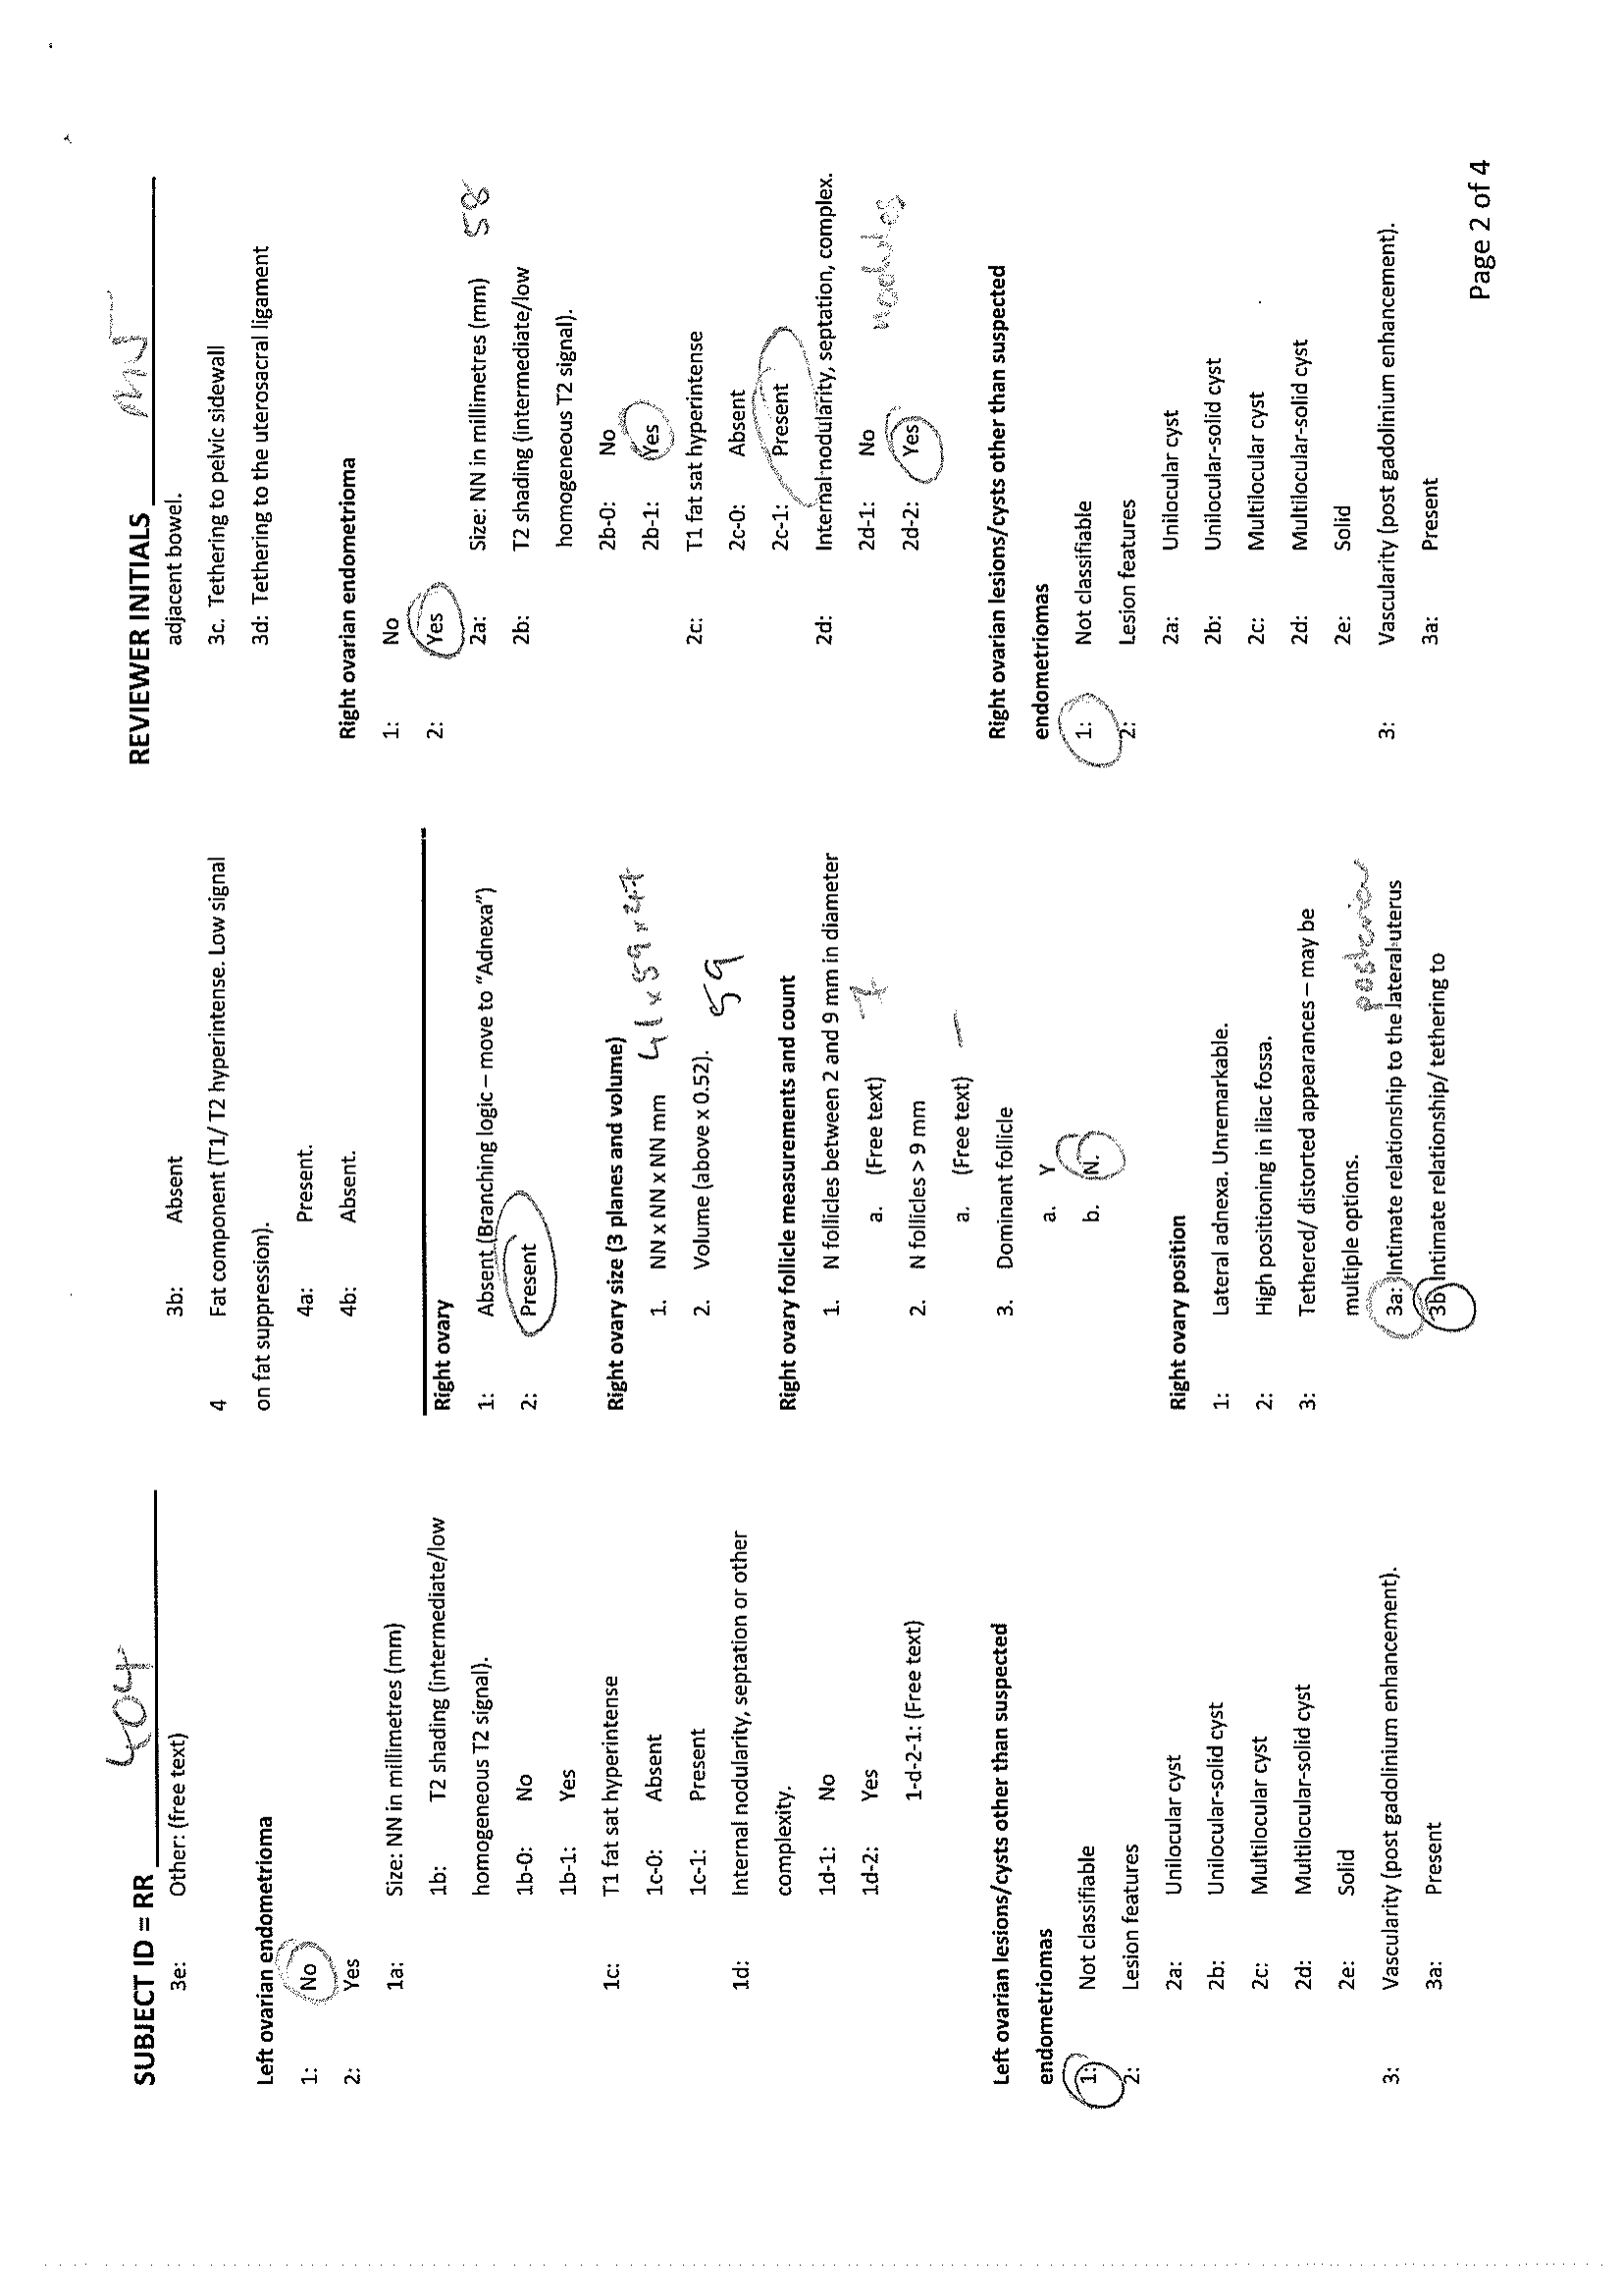 SUBJECT ID = RR 404
3e: Other: (free text)
Left ovarian endometrioma
1: No
2: Yes
1a: Size: NN in millimetres (mm)
1b: T2 shading (intermediate/low
homogeneous T2 signal).
1b-0: No
1b-1: Yes
1c: T1 fat sat hyperintense
1c-0: Absent
1c-1: Present
1d: Internal nodularity, septation or other
complexity.
1d-1: No
1d-2: Yes
1-d-2-1: (Free text)
Left ovarian lesions/cysts other than suspected
endometriomas
1: Not classifiable
2: Lesion features
2a: Unilocular cyst
2b: Unilocular-solid cyst
2c: Multilocular cyst
2d: Multilocular-solid cyst
2e: Solid
3: Vascularity (post gadolinium enhancement).
3a: Present
3b: Absent
4 Fat component (T1/ T2 hyperintense. Low signal
on fat suppression).
4a: Present.
4b: Absent.
Right ovary
1: Absent (Branching logic – move to “Adnexa”)
2: Present
Right ovary size (3 planes and volume)
1. NN x NN x NN mm 41 x 59 x 47
2. Volume (above x 0.52). 59
Right ovary follicle measurements and count
1. N follicles between 2 and 9 mm in diameter
a. (Free text) 7
2. N follicles > 9 mm
a. (Free text) —
3. Dominant follicle
a. Y
b. N.
Right ovary position
1: Lateral adnexa. Unremarkable.
2: High positioning in iliac fossa.
3: Tethered/ distorted appearances – may be
multiple options. posterior
3a: Intimate relationship to the lateral uterus
3b Intimate relationship/ tethering to
REVIEWER INITIALS MJ
adjacent bowel.
3c. Tethering to pelvic sidewall
3d: Tethering to the uterosacral ligament
Right ovarian endometrioma
1: No
2: Yes
2a: Size: NN in millimetres (mm) 58
2b: T2 shading (intermediate/low
homogeneous T2 signal).
2b-0: No
2b-1: Yes
2c: T1 fat sat hyperintense
2c-0: Absent
2c-1: Present
2d: Internal nodularity, septation, complex.
2d-1: No
2d-2: Yes nodules
Right ovarian lesions/cysts other than suspected
endometriomas
1: Not classifiable
2: Lesion features
2a: Unilocular cyst
2b: Unilocular-solid cyst
2c: Multilocular cyst
2d: Multilocular-solid cyst
2e: Solid
3: Vascularity (post gadolinium enhancement).
3a: Present
Page 2 of 4